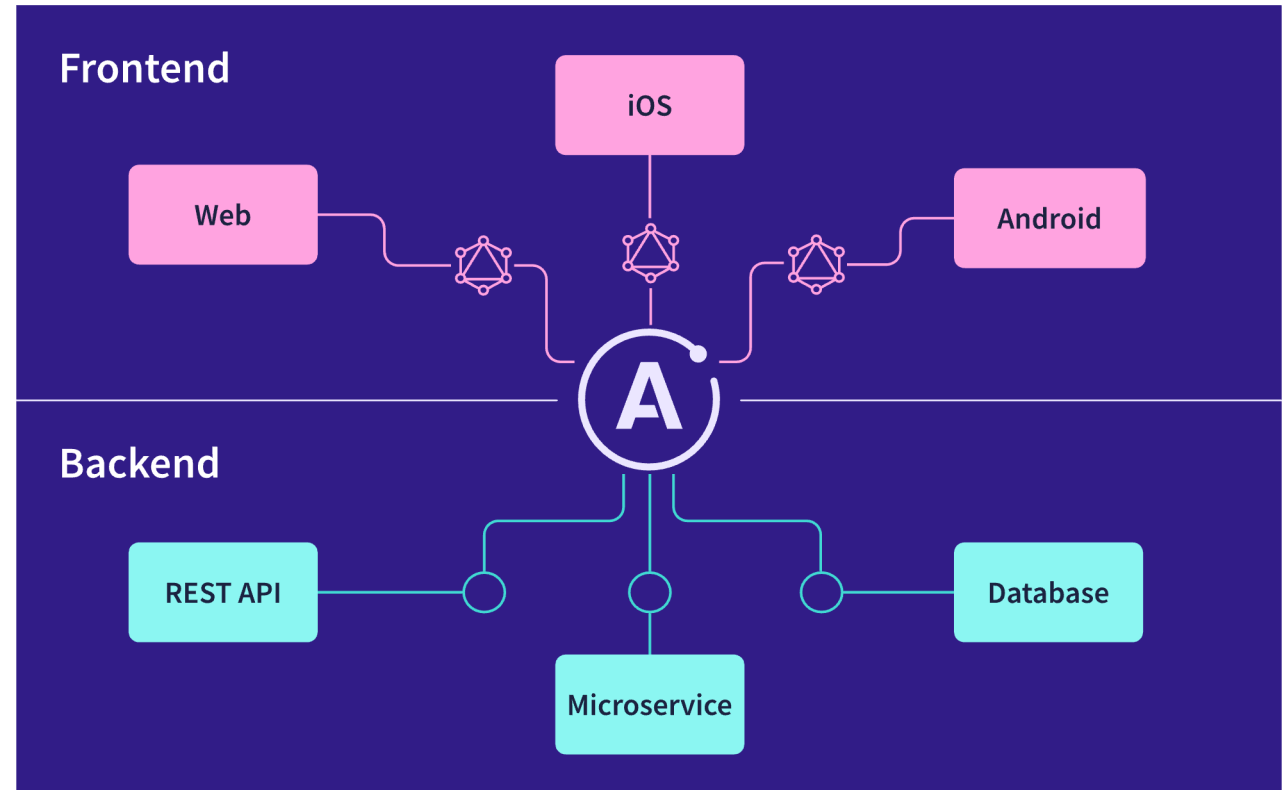 Frontend
iOS
Web
Android
A
Backend
REST API
Database
Microservice